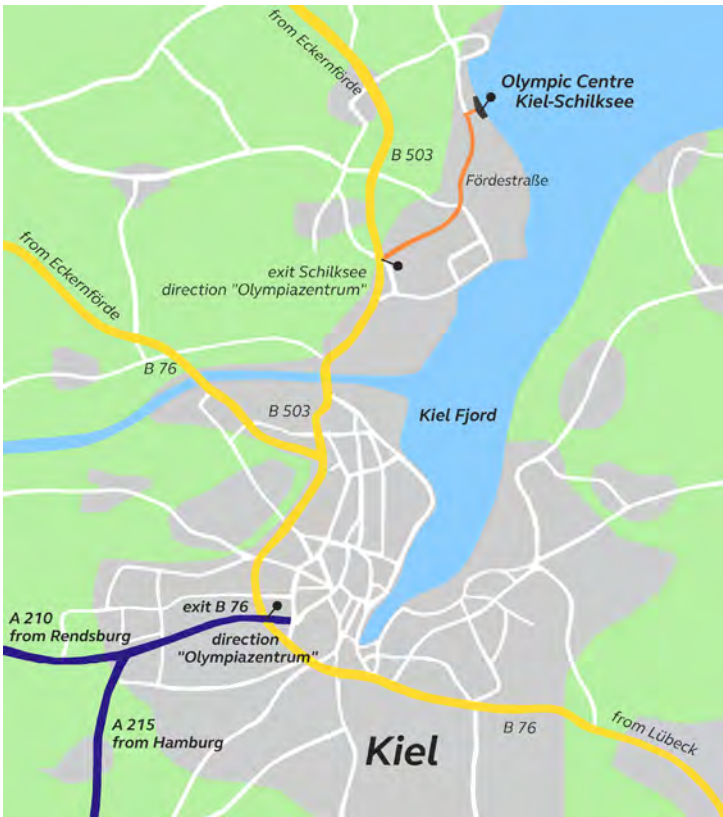 from Eckernförde
Olympic Centre
Kiel-Schilksee
B 503
Fördestraße
from Eckernförde
exit Schilksee
direction "Olympiazentrum"
B 76
B 503
Kiel Fjord
exit B 76
A 210
from Rendsburg
direction
"Olympiazentrum"
A 215
from Hamburg
B 76
from Lübeck
Kiel